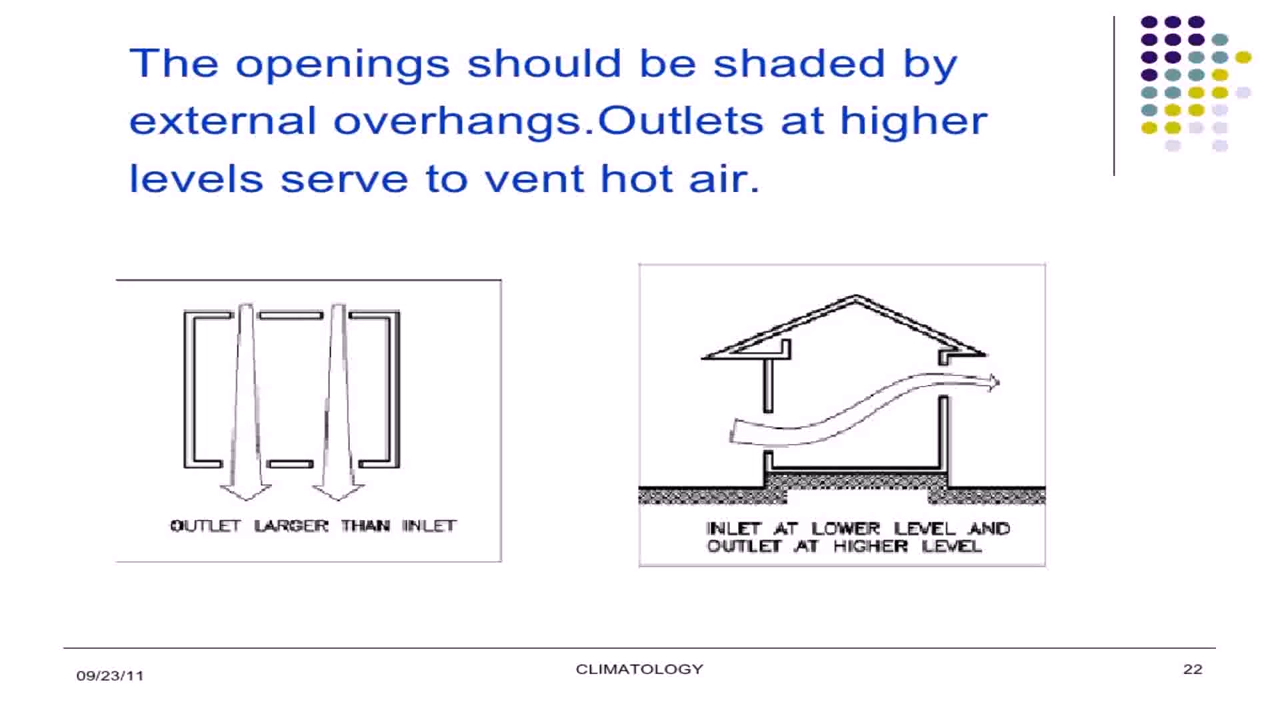 The openings should be shaded by
external overhangs.Outlets at higher
levels serve to vent hot air.
OUTLET LARGER THAN INLET
INLET AT LOWER LEVEL AND
OUTLET AT HIGHER LEVEL
09/23/11
CLIMATOLOGY
22